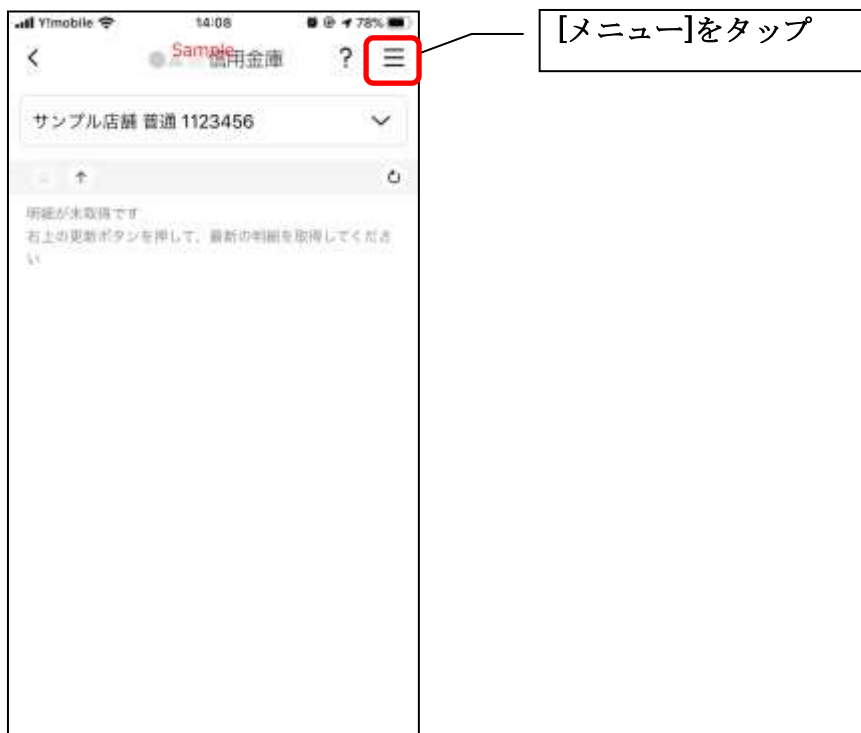 Y!mobile 14:08 78%
Sample
信用金庫 ?
サンプル店舗 普通 1123456
明細が未取得です
右上の更新ボタンを押して、最新の明細を取得してくださ
い
[メニュー]をタップ